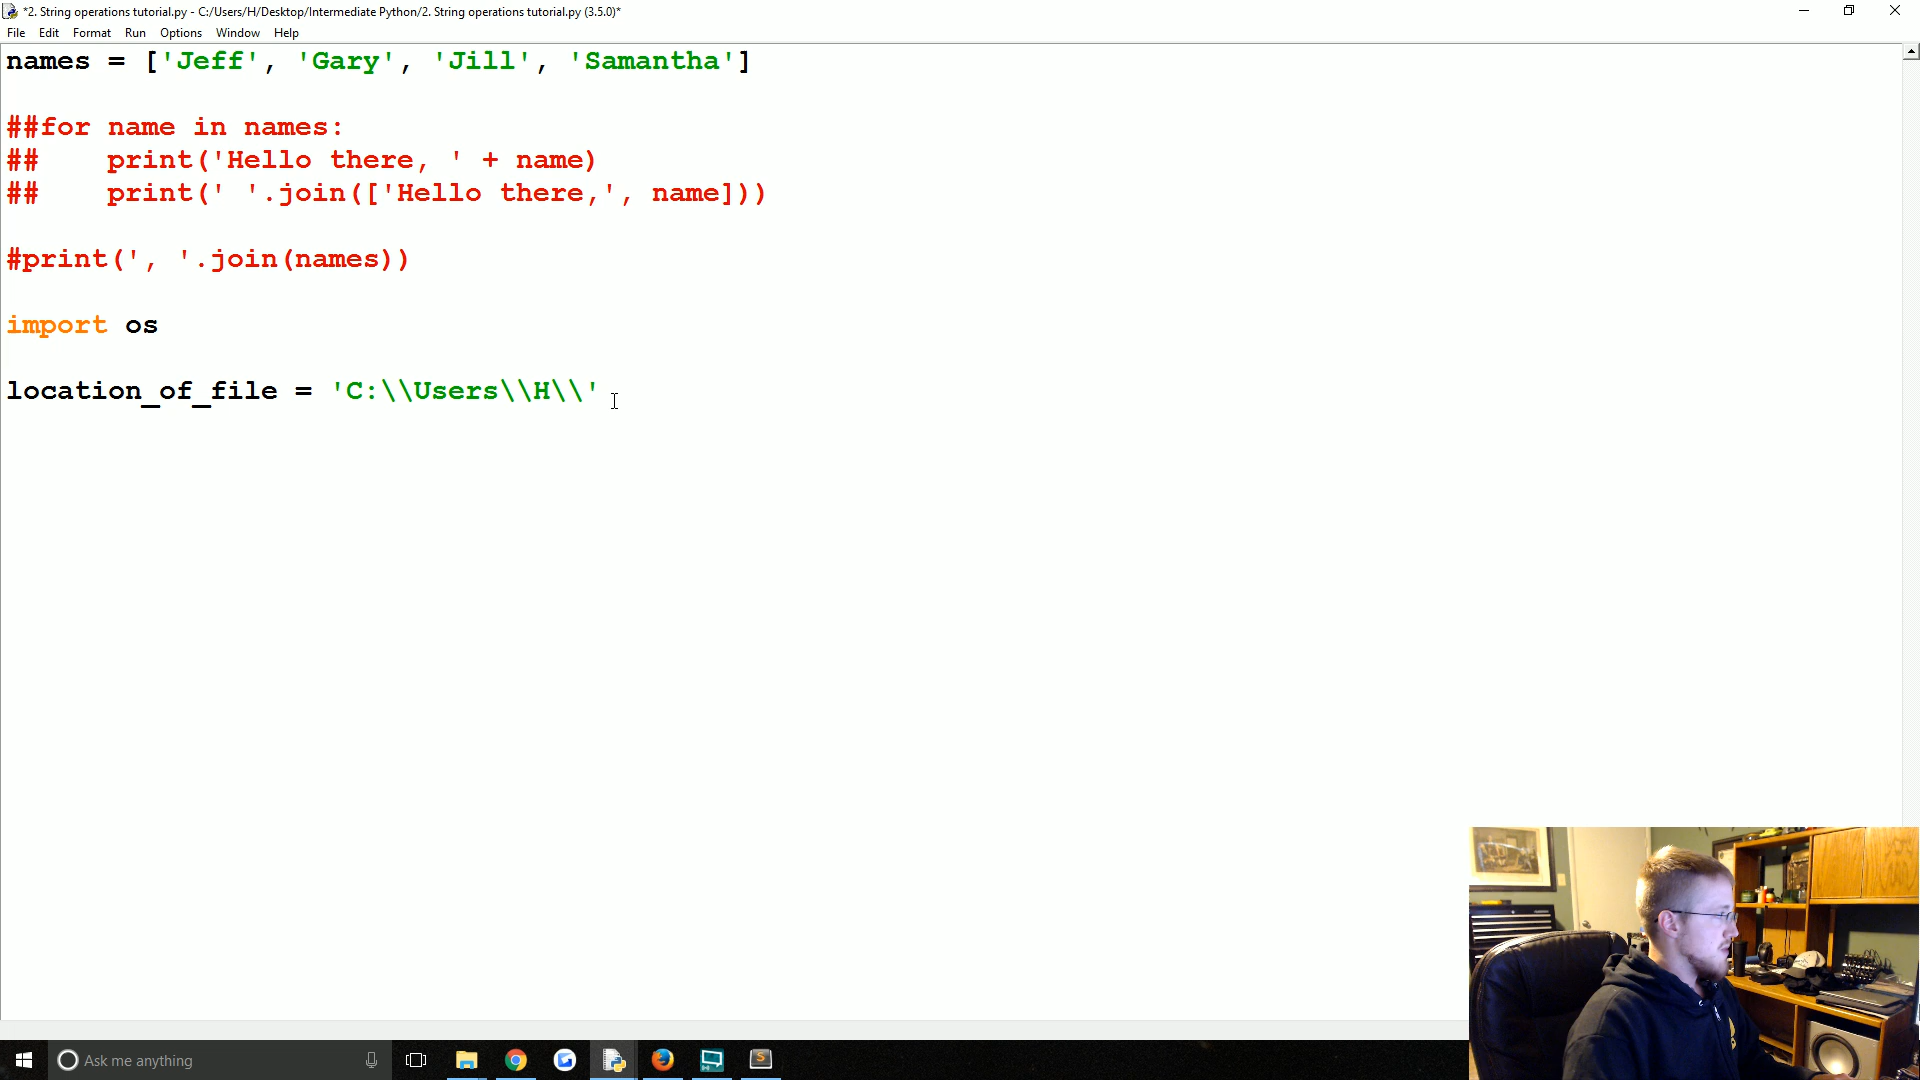 *2. String operations tutorial.py - C:/Users/H/Desktop/Intermediate Python/2. String operations tutorial.py (3.5.0)*
File Edit Format Run Options Window Help
names = ['Jeff', 'Gary', 'Jill', 'Samantha']
##for name in names:
##    print('Hello there, ' + name)
##    print(' '.join(['Hello there,', name]))
#print(', '.join(names))
import os
location_of_file = 'C:\\Users\\H\\'
Ask me anything